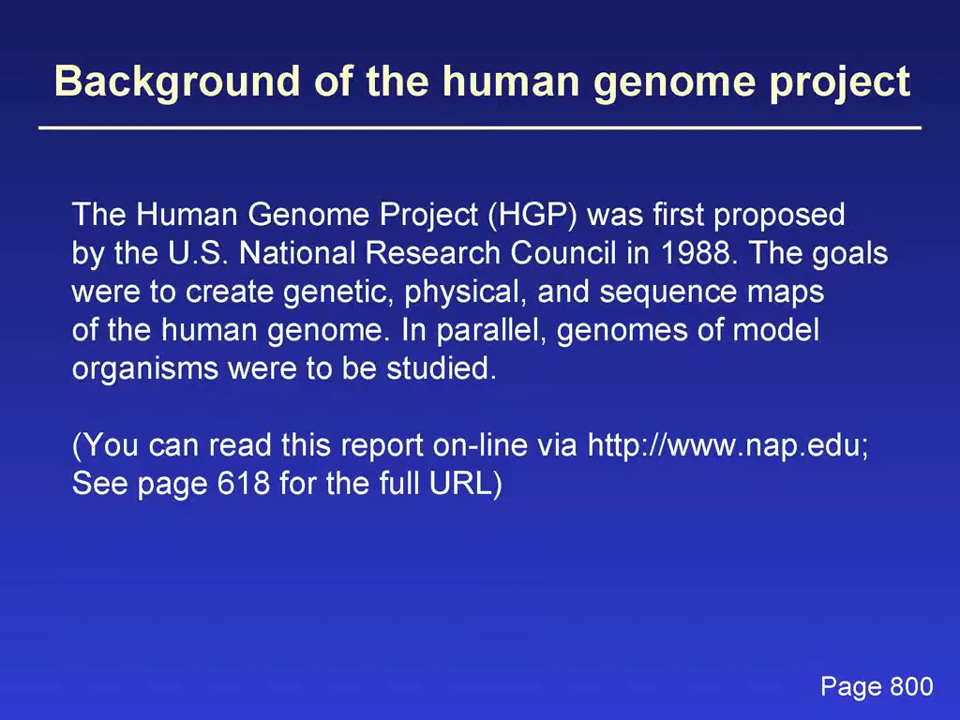 Background of the human genome project
The Human Genome Project (HGP) was first proposed
by the U.S. National Research Council in 1988. The goals
were to create genetic, physical, and sequence maps
of the human genome. In parallel, genomes of model
organisms were to be studied.
(You can read this report on-line via http://www.nap.edu;
See page 618 for the full URL)
Page 800